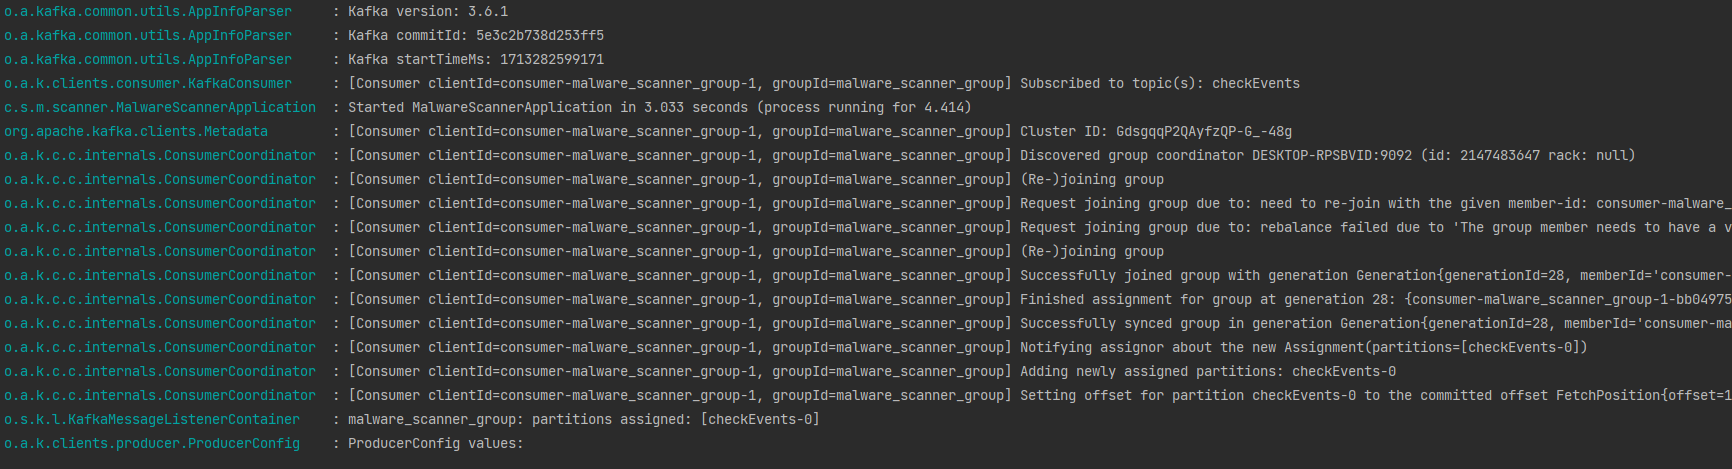 o.a.kafka.common.utils.AppInfoParser : Kafka version: 3.6.1
o.a.kafka.common.utils.AppInfoParser : Kafka commitId: 5e3c2b738d253ff5
o.a.kafka.common.utils.AppInfoParser : Kafka startTimeMs: 1713282599171
o.a.k.clients.consumer.KafkaConsumer : [Consumer clientId=consumer-malware_scanner_group-1, groupId=malware_scanner_group] Subscribed to topic(s): checkEvents
c.s.m.scanner.MalwareScannerApplication : Started MalwareScannerApplication in 3.033 seconds (process running for 4.414)
org.apache.kafka.clients.Metadata : [Consumer clientId=consumer-malware_scanner_group-1, groupId=malware_scanner_group] Cluster ID: GdsgqqP2QAyfzQP-G_-48g
o.a.k.c.c.internals.ConsumerCoordinator : [Consumer clientId=consumer-malware_scanner_group-1, groupId=malware_scanner_group] Discovered group coordinator DESKTOP-RPSBVID:9092 (id: 2147483647 rack: null)
o.a.k.c.c.internals.ConsumerCoordinator : [Consumer clientId=consumer-malware_scanner_group-1, groupId=malware_scanner_group] (Re-)joining group
o.a.k.c.c.internals.ConsumerCoordinator : [Consumer clientId=consumer-malware_scanner_group-1, groupId=malware_scanner_group] Request joining group due to: need to re-join with the given member-id: consumer-malware_
o.a.k.c.c.internals.ConsumerCoordinator : [Consumer clientId=consumer-malware_scanner_group-1, groupId=malware_scanner_group] Request joining group due to: rebalance failed due to 'The group member needs to have a v
o.a.k.c.c.internals.ConsumerCoordinator : [Consumer clientId=consumer-malware_scanner_group-1, groupId=malware_scanner_group] (Re-)joining group
o.a.k.c.c.internals.ConsumerCoordinator : [Consumer clientId=consumer-malware_scanner_group-1, groupId=malware_scanner_group] Successfully joined group with generation Generation{generationId=28, memberId='consumer-
o.a.k.c.c.internals.ConsumerCoordinator : [Consumer clientId=consumer-malware_scanner_group-1, groupId=malware_scanner_group] Finished assignment for group at generation 28: {consumer-malware_scanner_group-1-bb04975
o.a.k.c.c.internals.ConsumerCoordinator : [Consumer clientId=consumer-malware_scanner_group-1, groupId=malware_scanner_group] Successfully synced group in generation Generation{generationId=28, memberId='consumer-ma
o.a.k.c.c.internals.ConsumerCoordinator : [Consumer clientId=consumer-malware_scanner_group-1, groupId=malware_scanner_group] Notifying assignor about the new Assignment(partitions=[checkEvents-0])
o.a.k.c.c.internals.ConsumerCoordinator : [Consumer clientId=consumer-malware_scanner_group-1, groupId=malware_scanner_group] Adding newly assigned partitions: checkEvents-0
o.a.k.c.c.internals.ConsumerCoordinator : [Consumer clientId=consumer-malware_scanner_group-1, groupId=malware_scanner_group] Setting offset for partition checkEvents-0 to the committed offset FetchPosition{offset=1
o.s.k.l.KafkaMessageListenerContainer : malware_scanner_group: partitions assigned: [checkEvents-0]
o.a.k.clients.producer.ProducerConfig : ProducerConfig values: